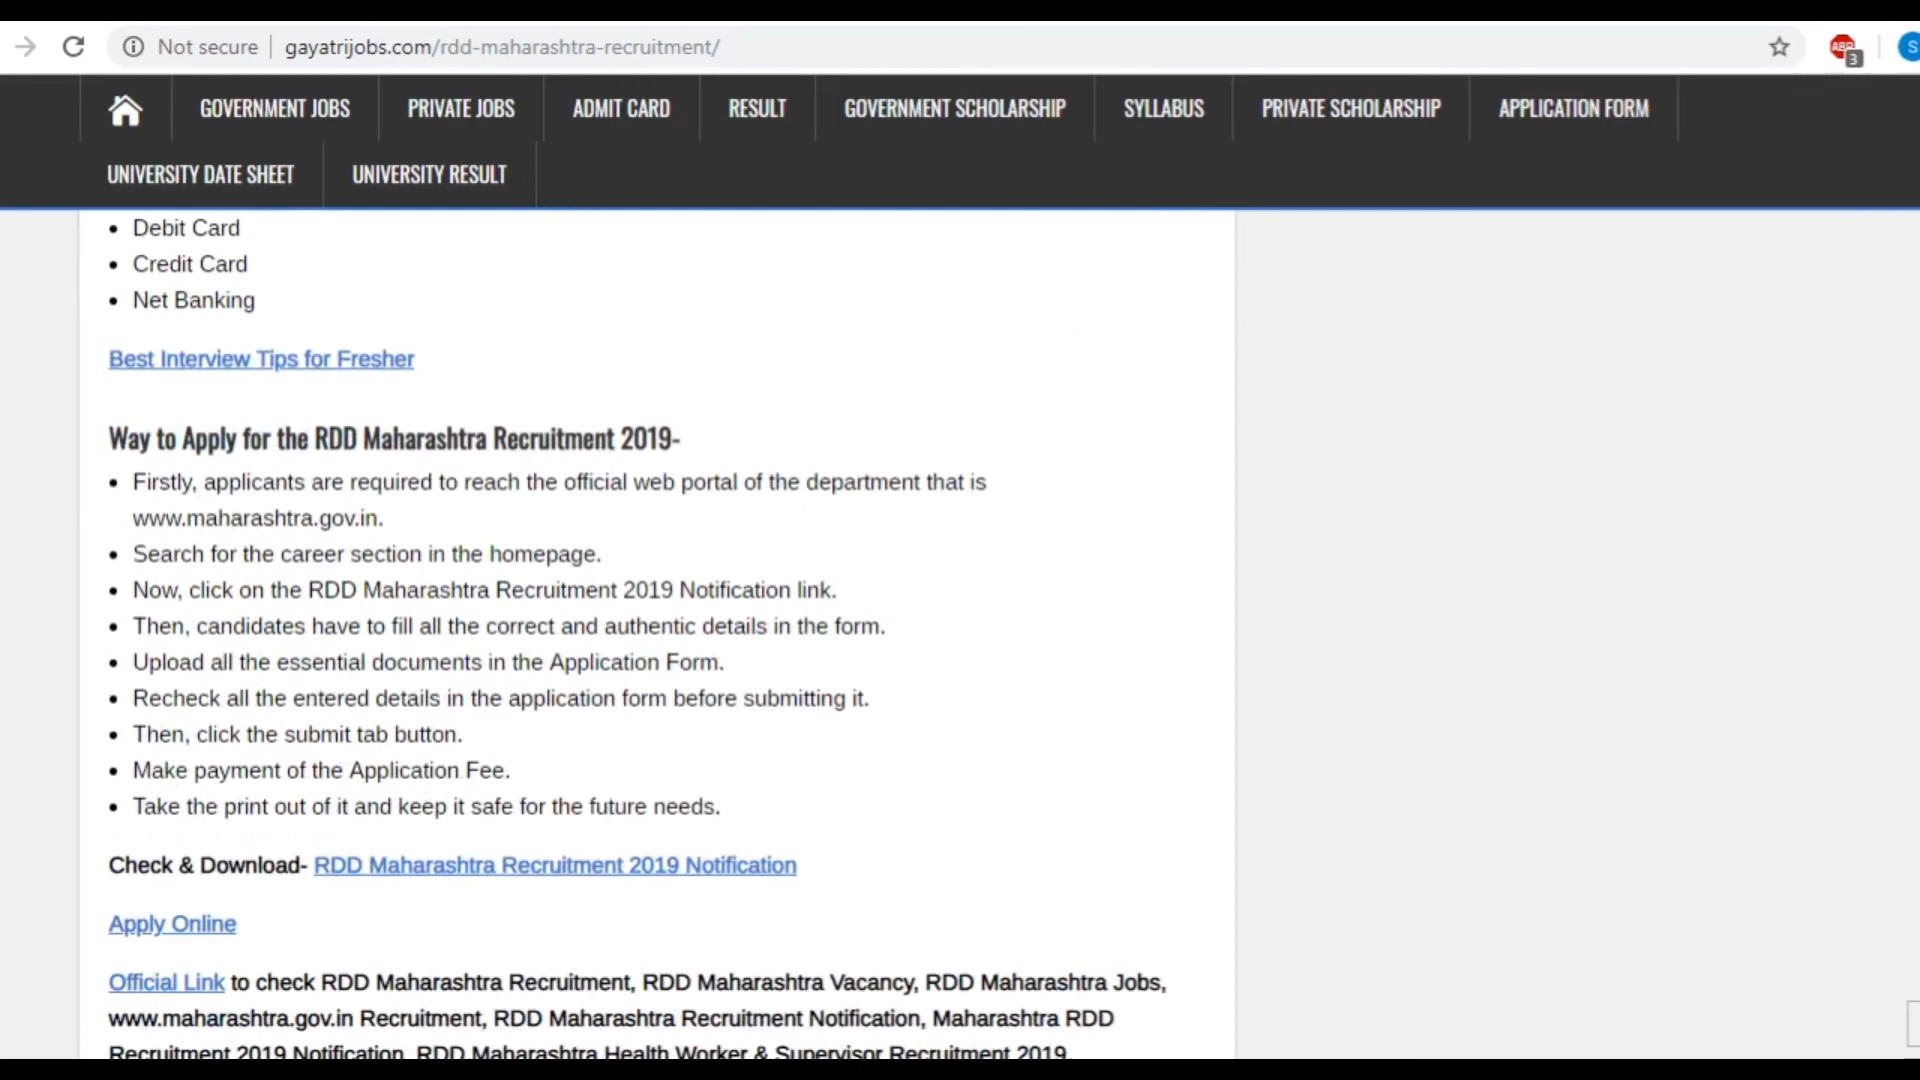 Not secure gayatrijobs.com/rdd-maharashtra-recruitment/
ABP 3 S
GOVERNMENT JOBS PRIVATE JOBS ADMIT CARD RESULT GOVERNMENT SCHOLARSHIP SYLLABUS PRIVATE SCHOLARSHIP APPLICATION FORM
UNIVERSITY DATE SHEET UNIVERSITY RESULT
• Debit Card
• Credit Card
• Net Banking
Best Interview Tips for Fresher
Way to Apply for the RDD Maharashtra Recruitment 2019-
• Firstly, applicants are required to reach the official web portal of the department that is
www.maharashtra.gov.in.
• Search for the career section in the homepage.
• Now, click on the RDD Maharashtra Recruitment 2019 Notification link.
• Then, candidates have to fill all the correct and authentic details in the form.
• Upload all the essential documents in the Application Form.
• Recheck all the entered details in the application form before submitting it.
• Then, click the submit tab button.
• Make payment of the Application Fee.
• Take the print out of it and keep it safe for the future needs.
Check & Download- RDD Maharashtra Recruitment 2019 Notification
Apply Online
Official Link to check RDD Maharashtra Recruitment, RDD Maharashtra Vacancy, RDD Maharashtra Jobs,
www.maharashtra.gov.in Recruitment, RDD Maharashtra Recruitment Notification, Maharashtra RDD
Recruitment 2019 Notification, RDD Maharashtra Health Worker & Supervisor Recruitment 2019,